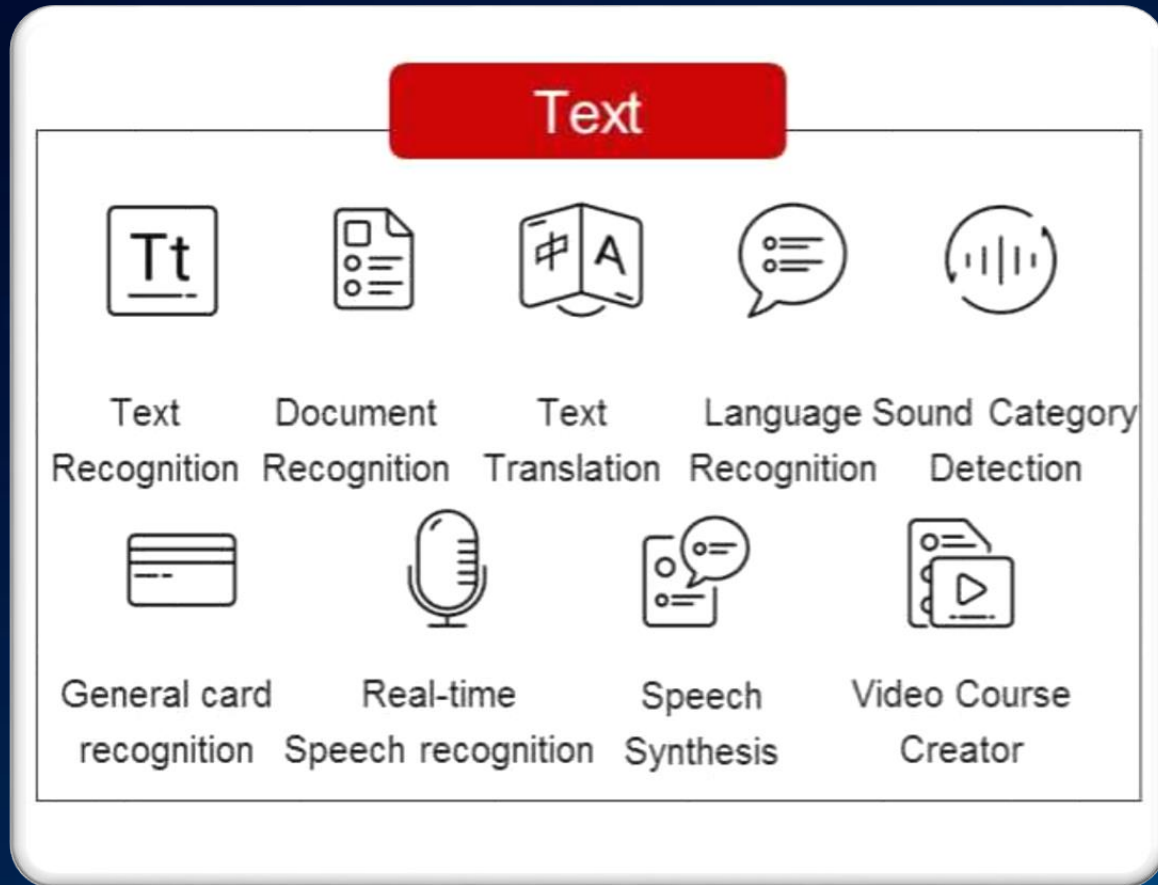 Text
Tt
中 A
Text Document Text Language Sound Category
Recognition Recognition Translation Recognition Detection
General card Real-time Speech Video Course
recognition Speech recognition Synthesis Creator